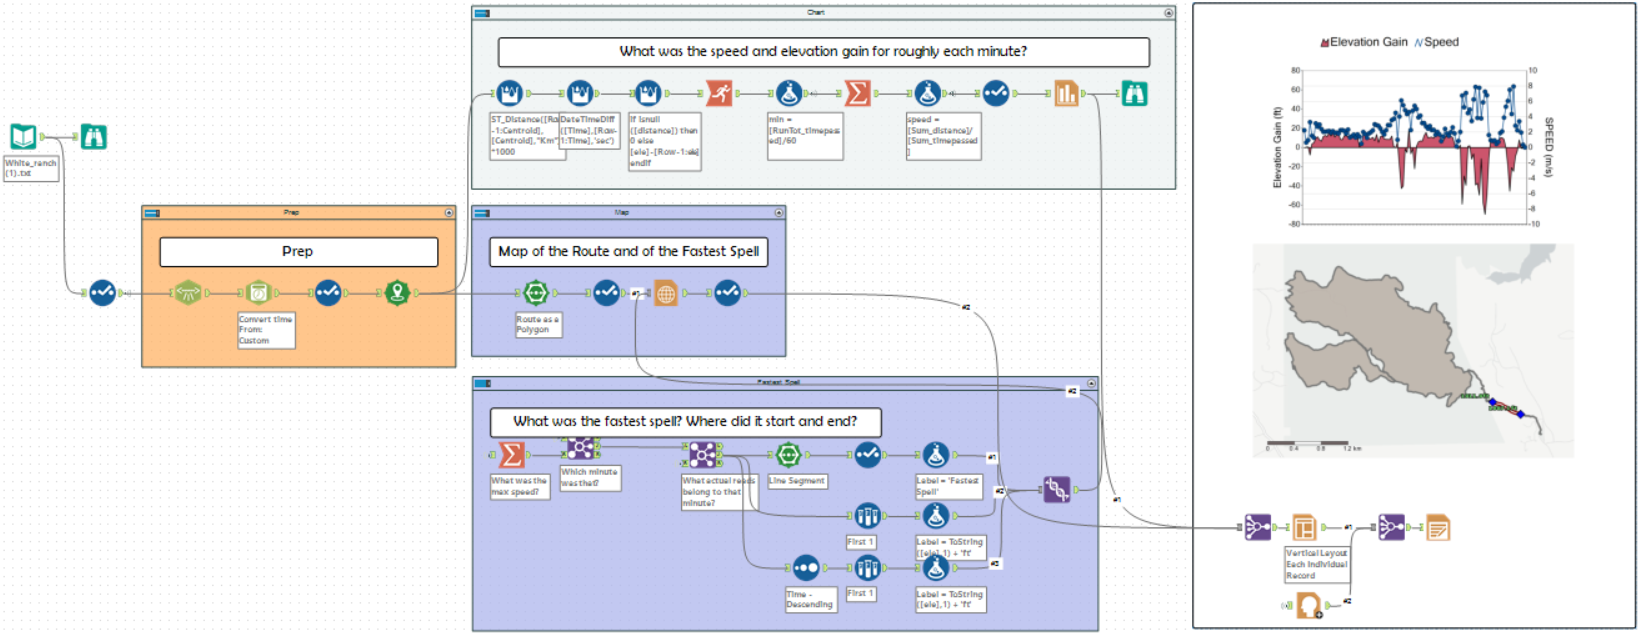 Chart
What was the speed and elevation gain for roughly each minute?
ST_Distance([Ro
-1:Centroid],
[Centroid],"Km"
*1000
DateTimeDiff
([Time],[Row-
1:Time],'sec')
if isnull
([distance]) then
0 else
[ele]-[Row-1:ele]
endif
min =
[RunTot_timepass
ed]/60
speed =
[Sum_distance]/
[Sum_timepassed
]
White_ranch
(1).txt
Prep
Prep
Convert time
From:
Custom
Map
Map of the Route and of the Fastest Spell
Route as a
Polygon
#1
#2
#2
Fastest Spell
What was the fastest spell? Where did it start and end?
What was the
max speed?
Which minute
was that?
What actual reads
belong to that
minute?
Line Segment
Label = 'Fastest
Spell'
First 1
Label = ToString
([ele],1) + 'ft'
Time -
Descending
First 1
Label = ToString
([ele],1) + 'ft'
#1
#2
#3
#1
Elevation Gain
Speed
Elevation Gain (ft)
80
60
40
20
0
-20
-40
-60
-80
10
8
6
4
2
0
-2
-4
-6
-8
-10
SPEED (m/s)
0
0.4
0.8
1.2 km
Vertical Layout
Each Individual
Record
#1
#2